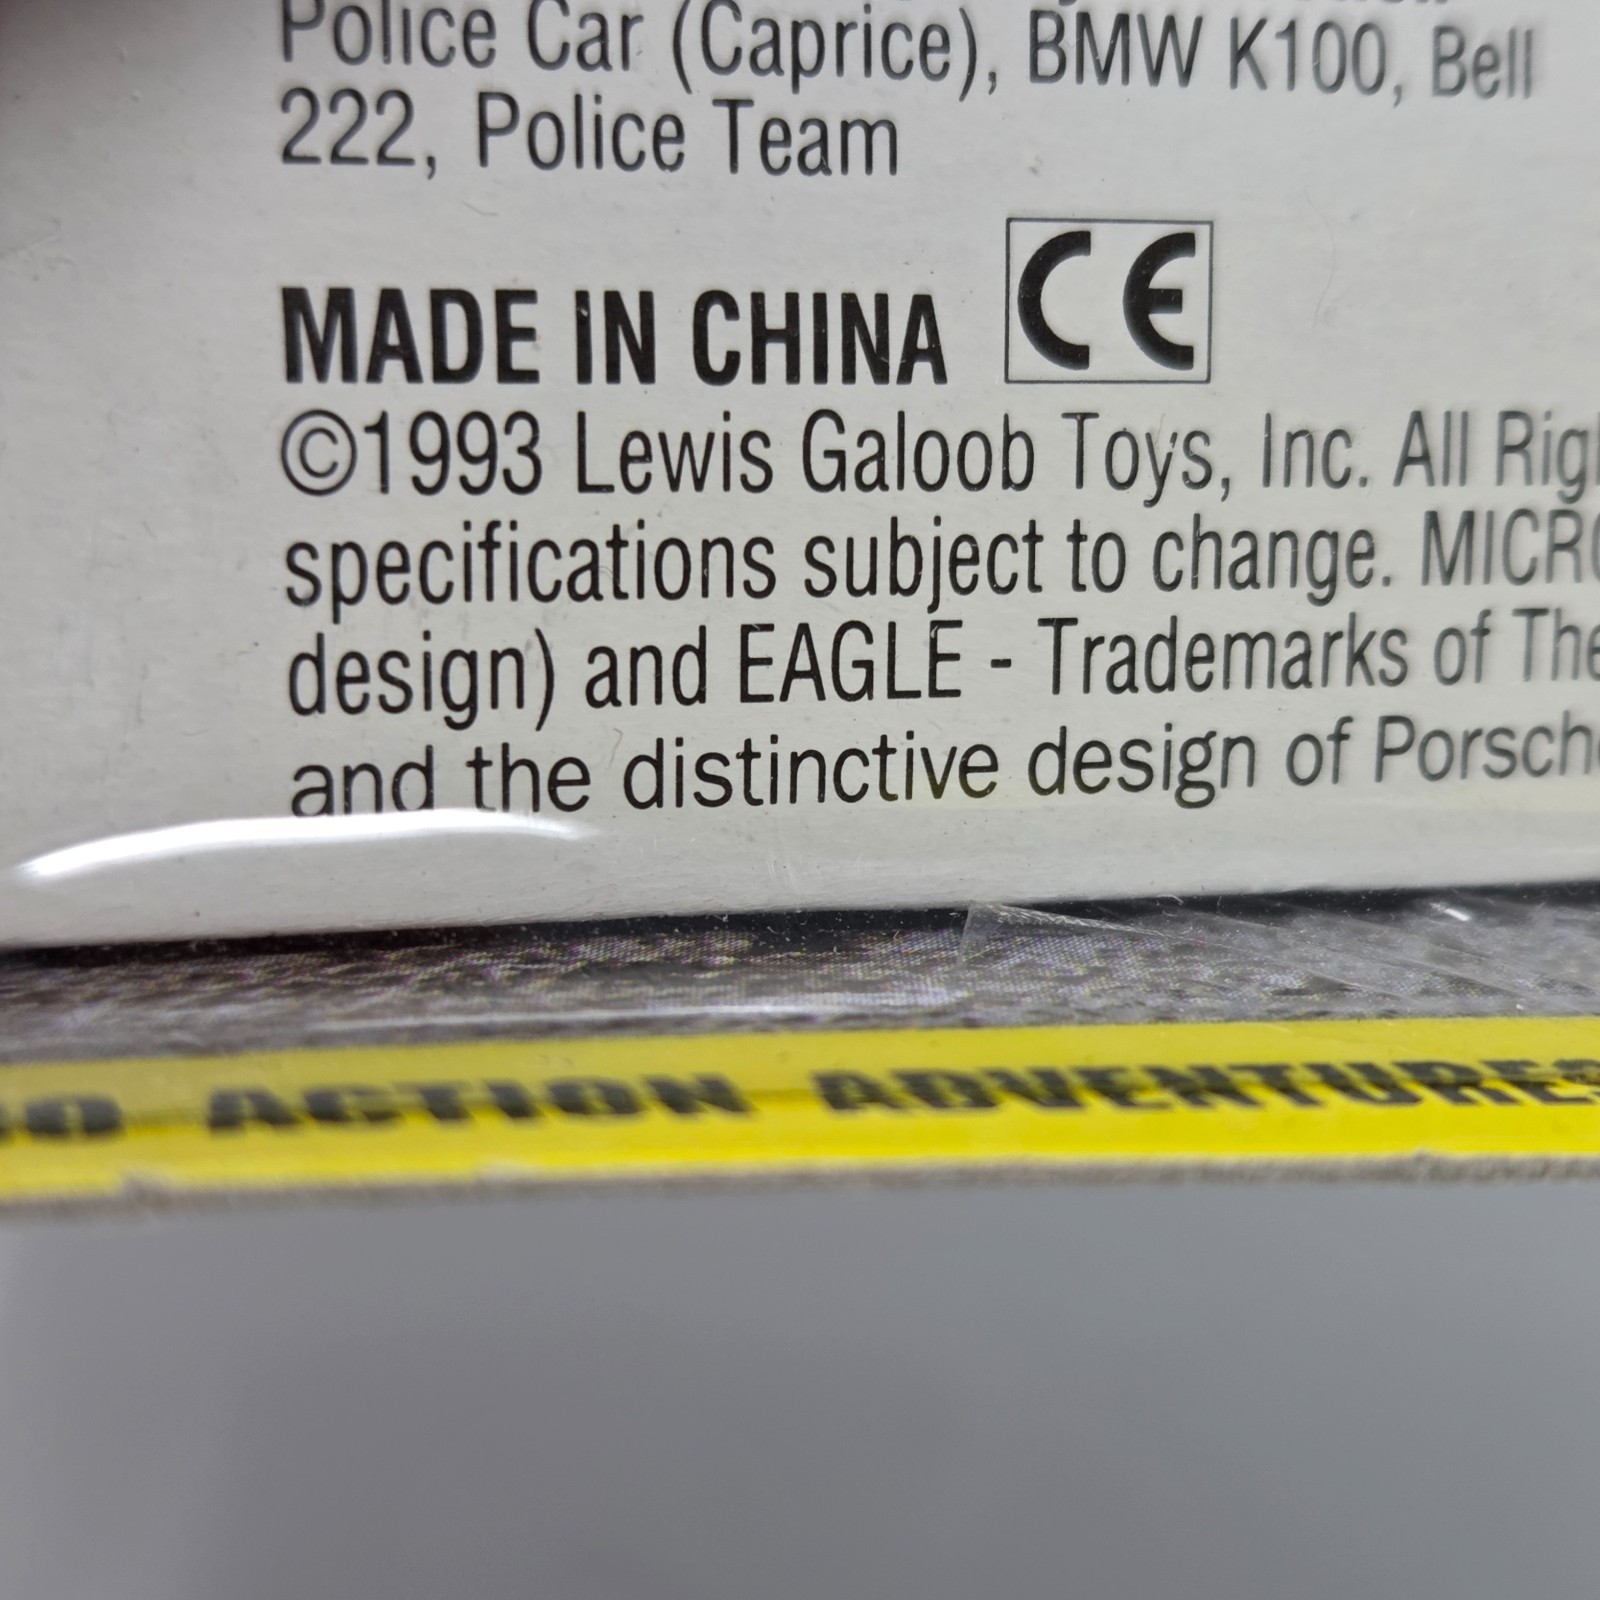 Police Car (Caprice), BMW K100, Bell
222, Police Team
MADE IN CHINA CE
©1993 Lewis Galoob Toys, Inc. All
specifications subject to change.
design) and EAGLE - Trademarks of
and the distinctive design of
ACTION ADVENTURES